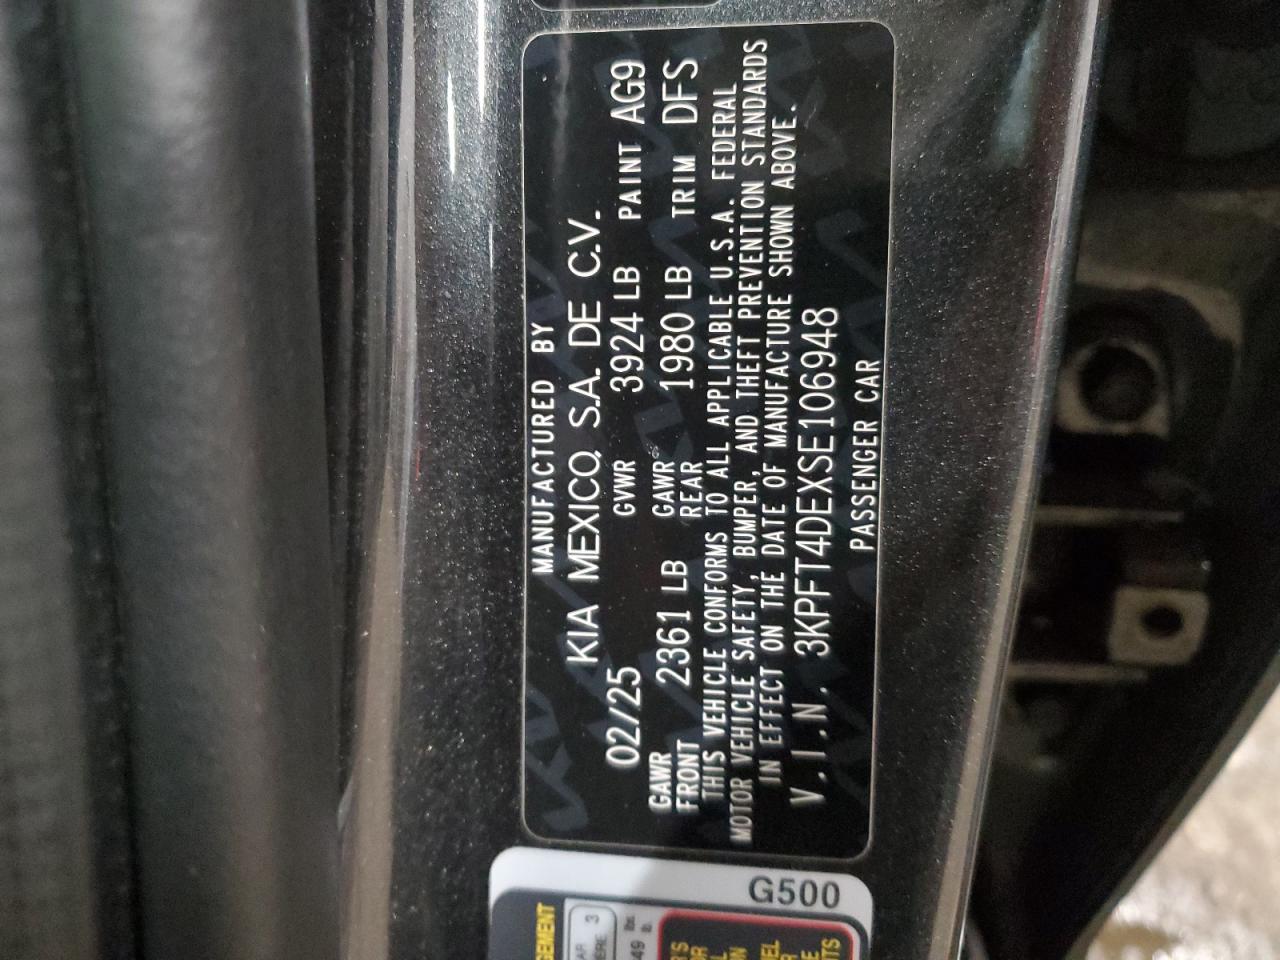 MANUFACTURED BY
KIA MEXICO, S.A. DE C.V.
02/25 GVWR 3924 LB PAINT AG9
GAWR FRONT 2361 LB GAWR REAR 1980 LB TRIM DFS
THIS VEHICLE CONFORMS TO ALL APPLICABLE U.S.A. FEDERAL
MOTOR VEHICLE SAFETY, BUMPER, AND THEFT PREVENTION STANDARDS
IN EFFECT ON THE DATE OF MANUFACTURE SHOWN ABOVE.
V.I.N. 3KPFT4DEXSE106948
PASSENGER CAR
G500